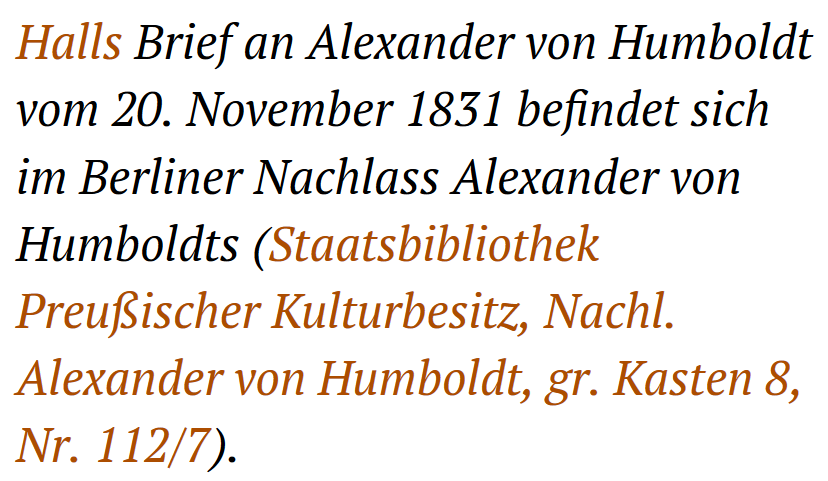 Halls Brief an Alexander von Humboldt
vom 20. November 1831 befindet sich
im Berliner Nachlass Alexander von
Humboldts (Staatsbibliothek
Preußischer Kulturbesitz, Nachl.
Alexander von Humboldt, gr. Kasten 8,
Nr. 112/7).